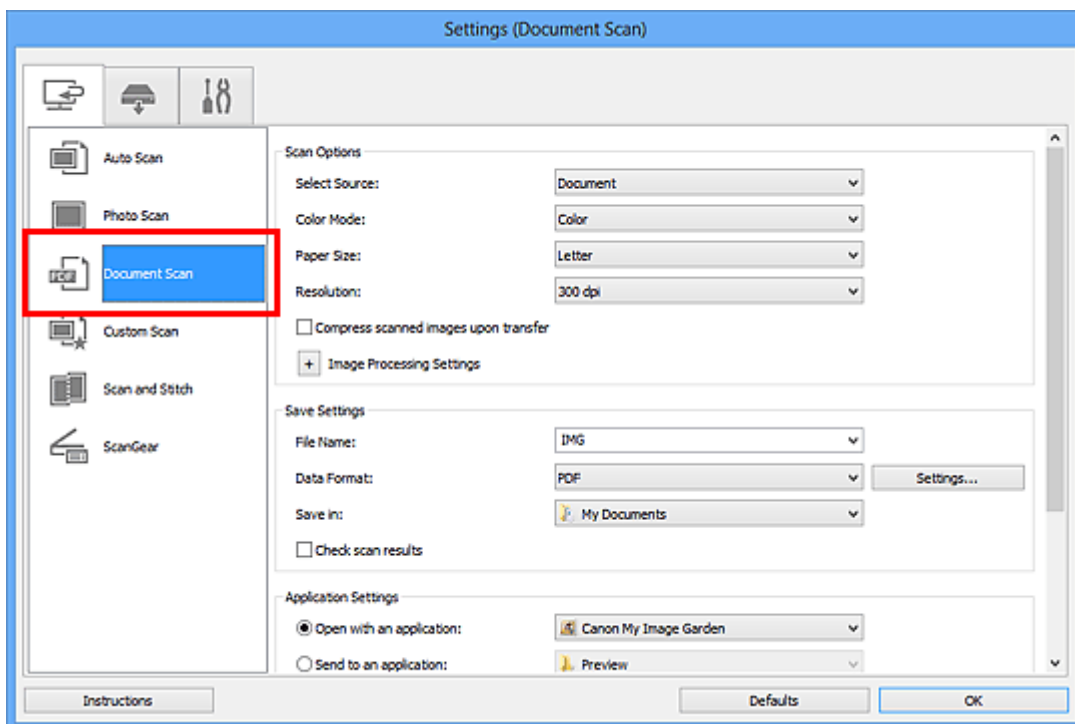 Settings (Document Scan)
Auto Scan
Photo Scan
PDF
Document Scan
Custom Scan
Scan and Stitch
ScanGear
Scan Options
Select Source: Document
Color Mode: Color
Paper Size: Letter
Resolution: 300 dpi
Compress scanned images upon transfer
+ Image Processing Settings
Save Settings
File Name: IMG
Data Format: PDF Settings...
Save in: My Documents
Check scan results
Application Settings
Open with an application: Canon My Image Garden
Send to an application: Preview
Instructions Defaults OK